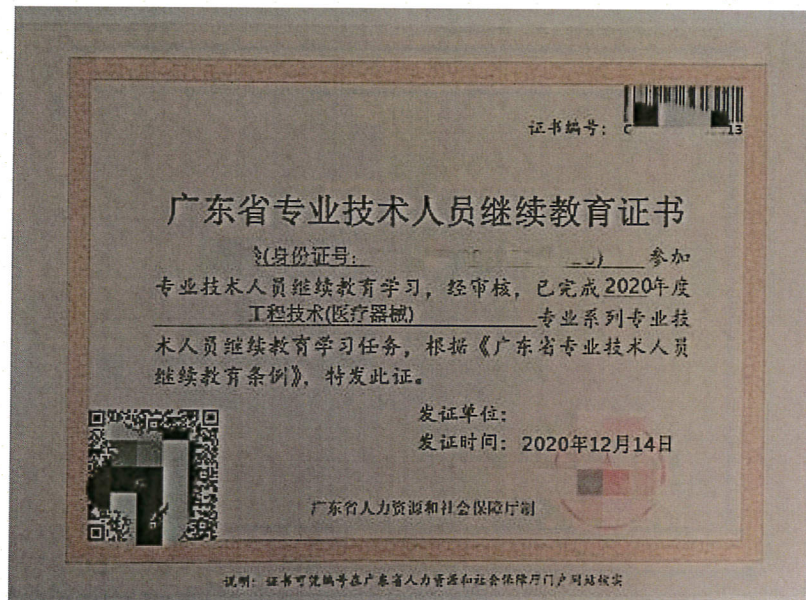 证书编号：
C 13
广东省专业技术人员继续教育证书
(身份证号： ) 参加
专业技术人员继续教育学习，经审核，已完成2020年度
工程技术(医疗器械) 专业系列专业技
术人员继续教育学习任务，根据《广东省专业技术人员
继续教育条例》，特发此证。
发证单位：
发证时间：2020年12月14日
广东省人力资源和社会保障厅制
说明：证书可凭编号在广东省人力资源和社会保障厅门户网站核实